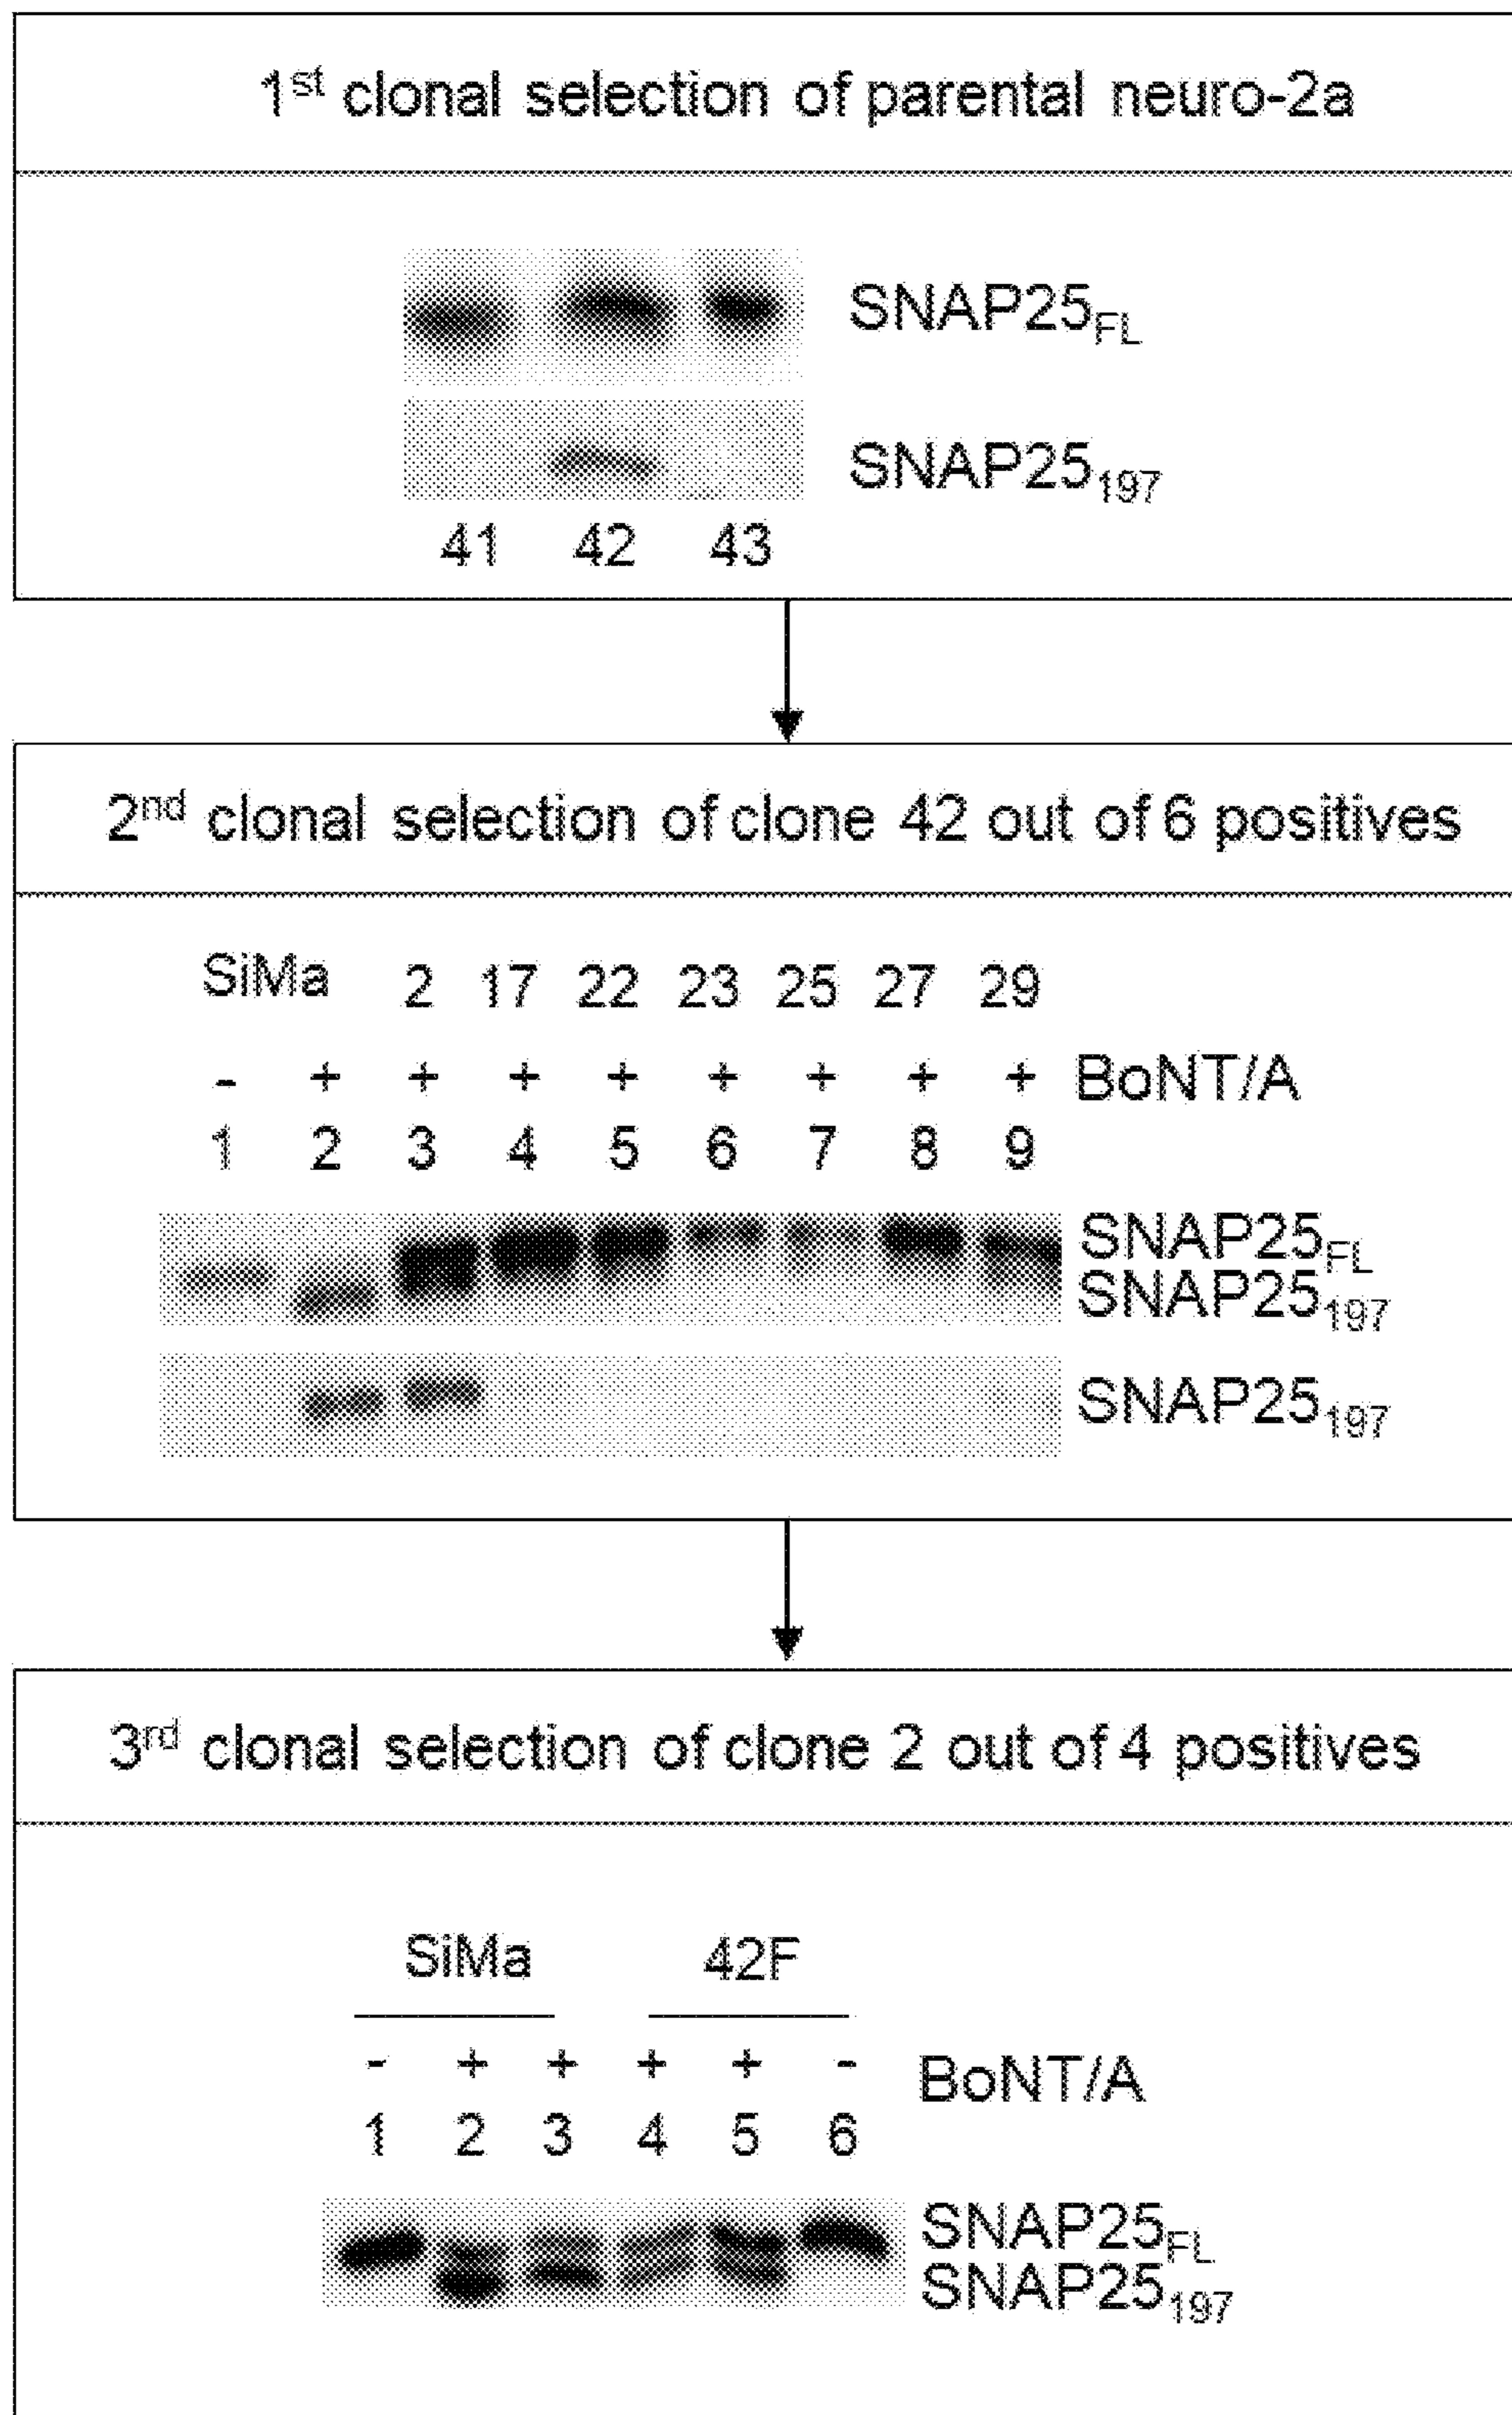 1st clonal selection of parental neuro-2a
SNAP25FL
SNAP25197
41 42 43
2nd clonal selection of clone 42 out of 6 positives
SiMa 2 17 22 23 25 27 29
- + + + + + + + + BoNT/A
1 2 3 4 5 6 7 8 9
SNAP25FL
SNAP25197
SNAP25197
3rd clonal selection of clone 2 out of 4 positives
SiMa 42F
- + + + + - BoNT/A
1 2 3 4 5 6
SNAP25FL
SNAP25197